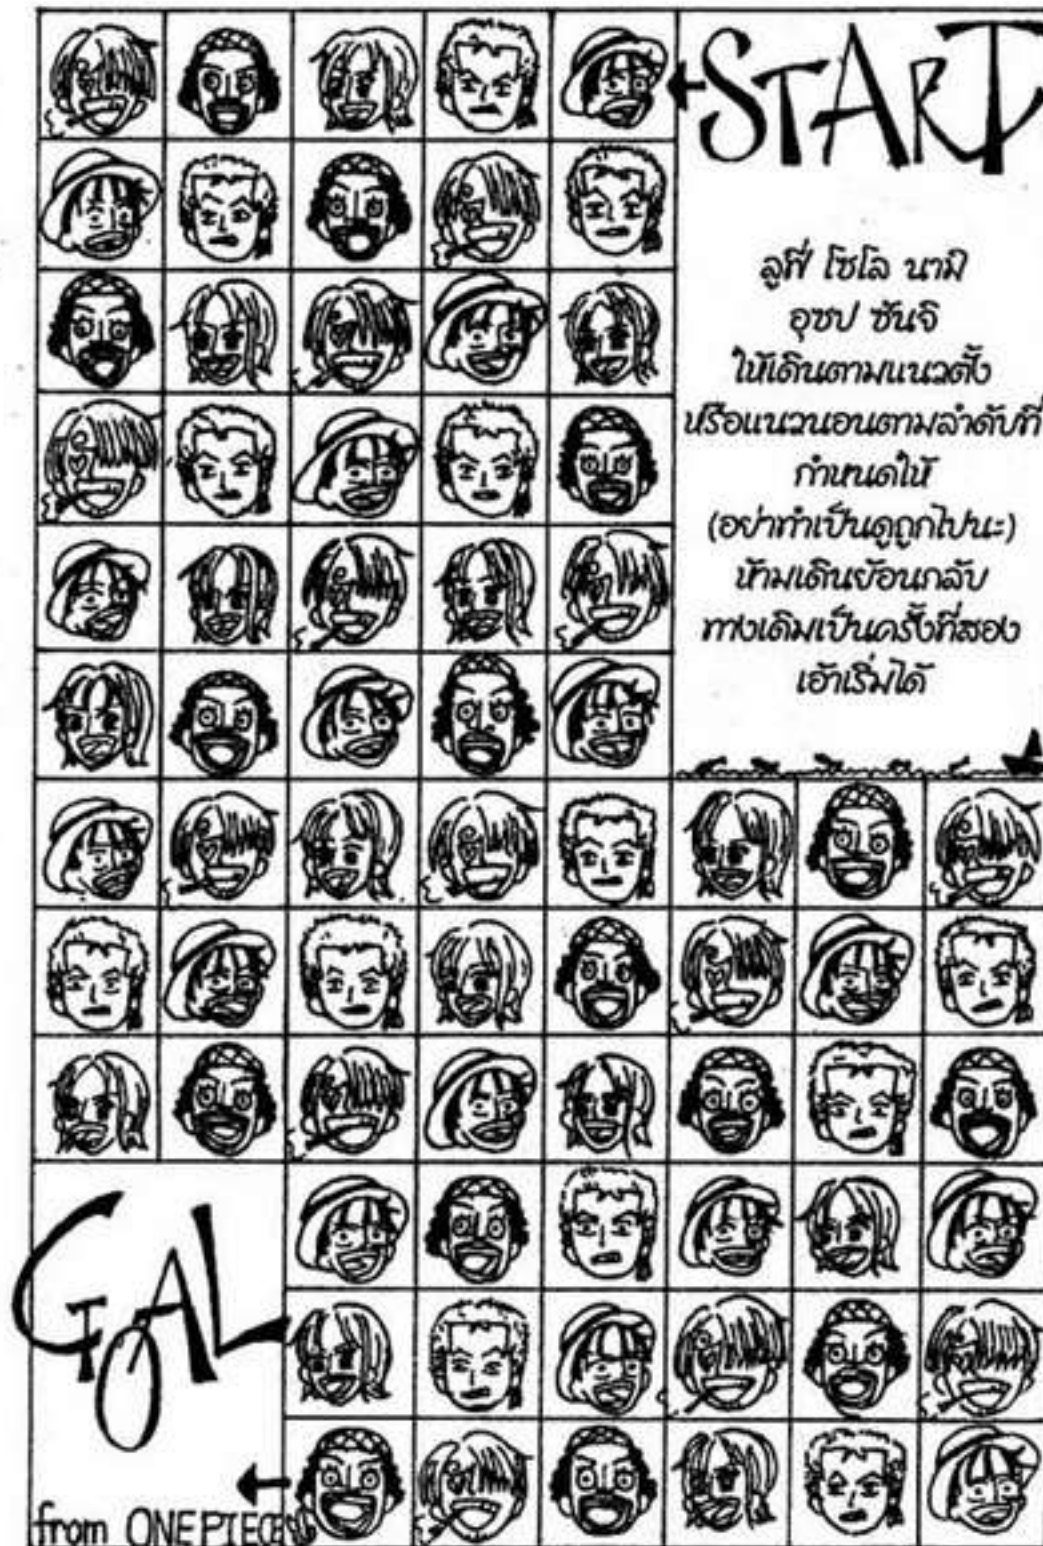 START
ลูฟี่ โซโล นามิ
อุซป ซันจิ
ให้เดินตามแนวตั้ง
หรือแนวนอนตามลำดับที่
กำหนดให้
(อย่าทำเป็นดูถูกไปนะ)
ห้ามเดินย้อนกลับ
ทางเดิมเป็นครั้งที่สอง
เอ้าเริ่มได้
GOAL
from ONE PIECE